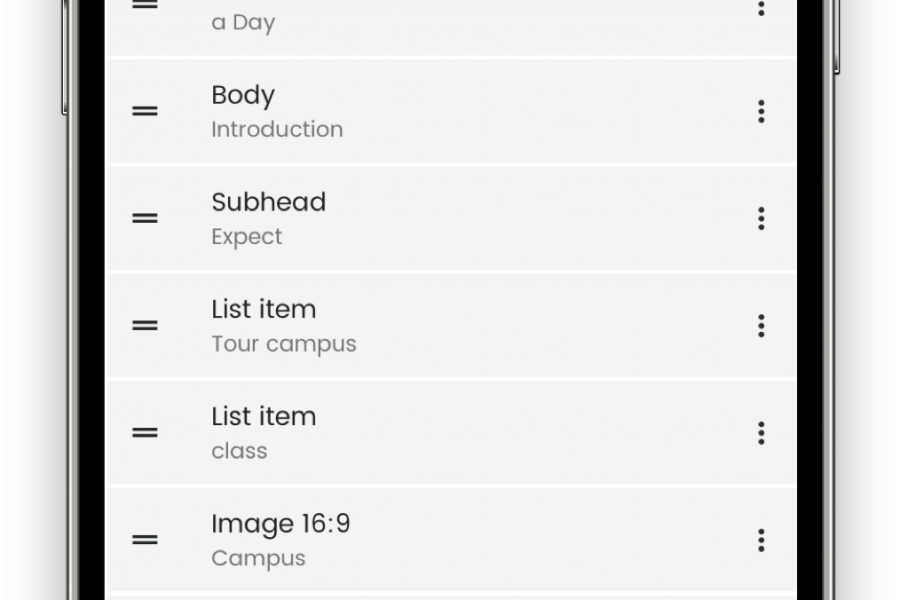 a Day
Body
Introduction
Subhead
Expect
List item
Tour campus
List item
class
Image 16:9
Campus